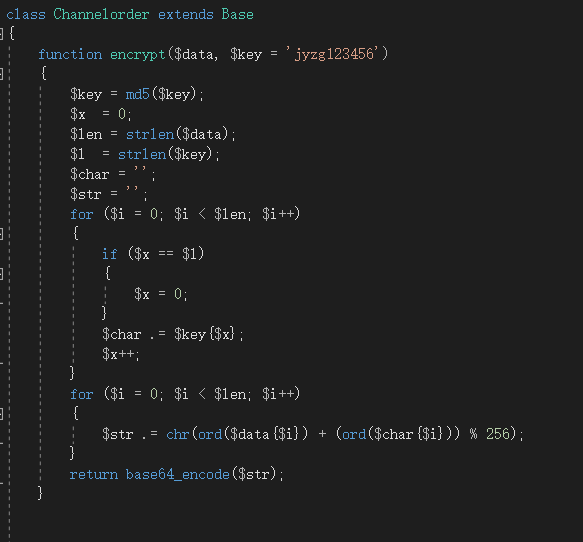 class Channelorder extends Base
{
function encrypt($data, $key = 'jyzg123456')
{
$key = md5($key);
$x = 0;
$len = strlen($data);
$l = strlen($key);
$char = '';
$str = '';
for ($i = 0; $i < $len; $i++)
{
if ($x == $l)
{
$x = 0;
}
$char .= $key{$x};
$x++;
}
for ($i = 0; $i < $len; $i++)
{
$str .= chr(ord($data{$i}) + (ord($char{$i})) % 256);
}
return base64_encode($str);
}